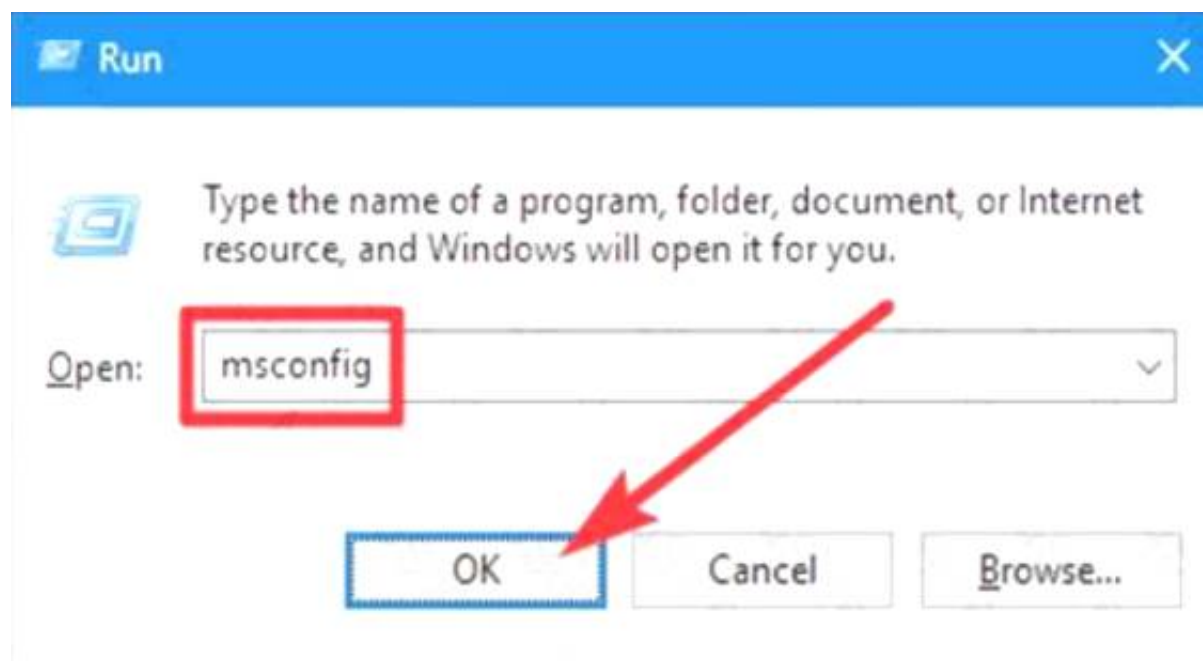 Run
Type the name of a program, folder, document, or Internet
resource, and Windows will open it for you.
Open: msconfig
OK Cancel Browse...